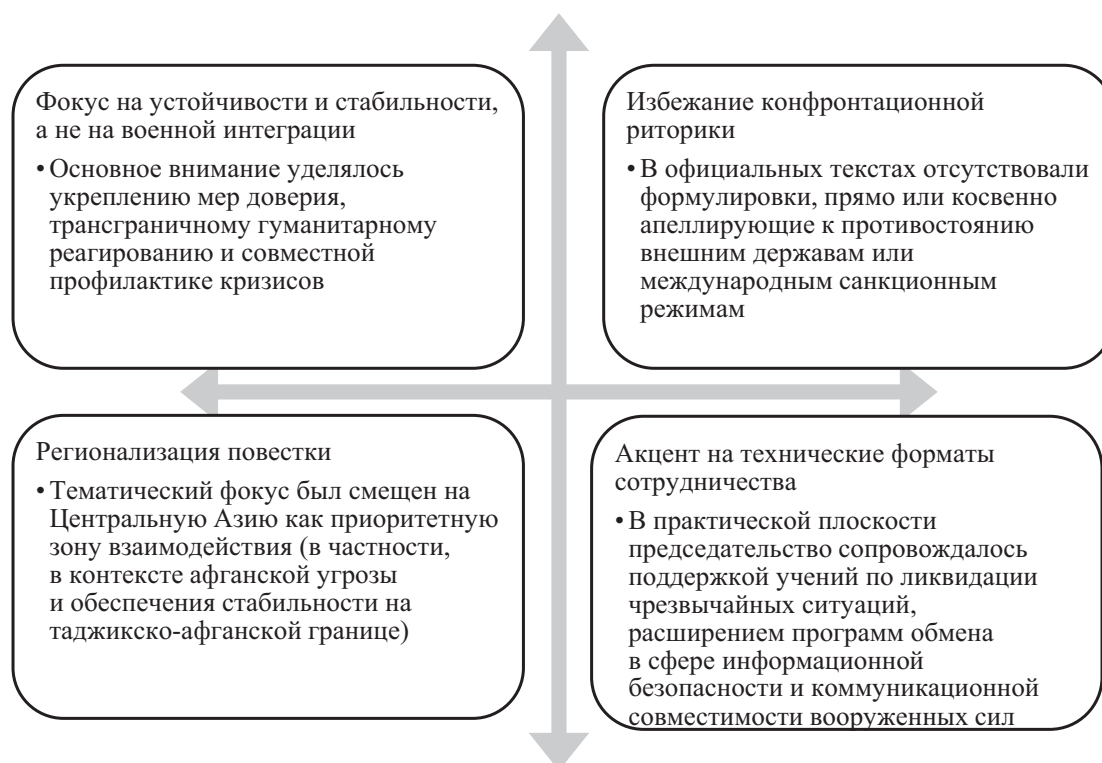 Фокус на устойчивости и стабильности,
а не на военной интеграции
• Основное внимание уделялось
укреплению мер доверия,
трансграничному гуманитарному
реагированию и совместной
профилактике кризисов
Избежание конфронтационной
риторики
• В официальных текстах отсутствовали
формулировки, прямо или косвенно
апеллирующие к противостоянию
внешним державам или
международным санкционным
режимам
Регионализация повестки
• Тематический фокус был смещен на
Центральную Азию как приоритетную
зону взаимодействия (в частности,
в контексте афганской угрозы
и обеспечения стабильности на
таджикско-афганской границе)
Акцент на технические форматы
сотрудничества
• В практической плоскости
председательство сопровождалось
поддержкой учений по ликвидации
чрезвычайных ситуаций,
расширением программ обмена
в сфере информационной
безопасности и коммуникационной
совместимости вооруженных сил